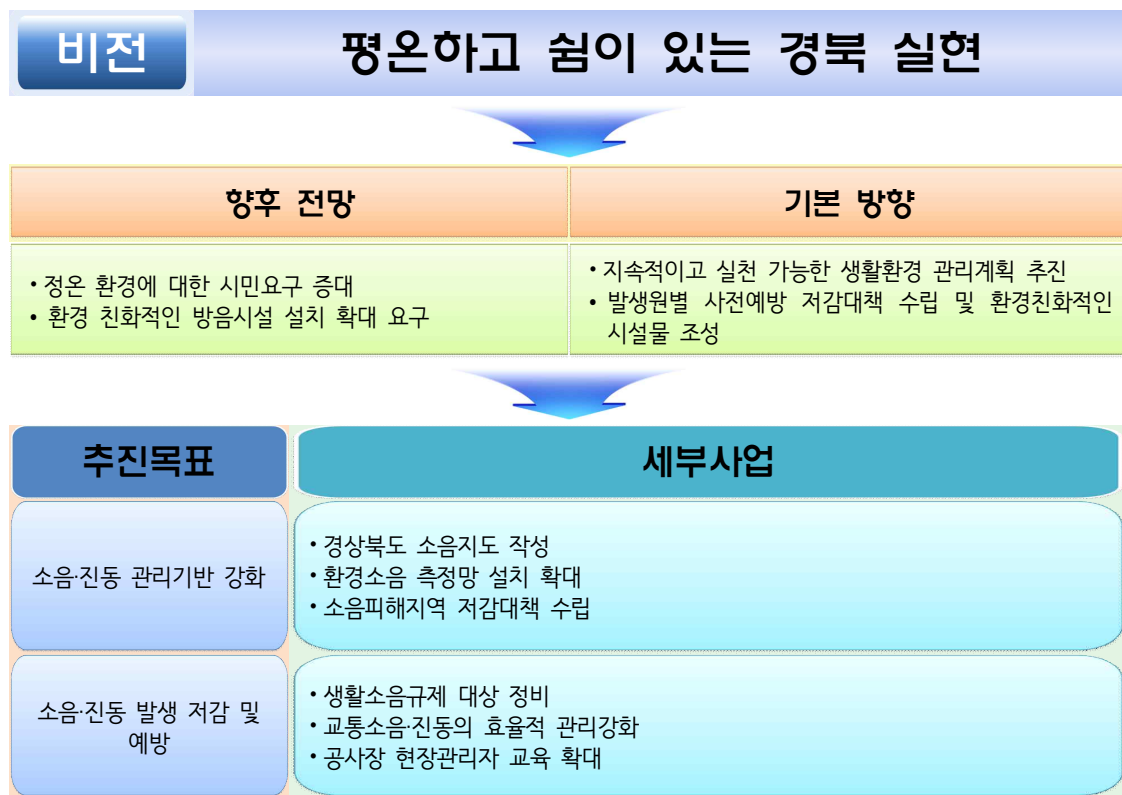 비전
평온하고 쉼이 있는 경북 실현
향후 전망
기본 방향
• 정온 환경에 대한 시민요구 증대
• 환경 친화적인 방음시설 설치 확대 요구
• 지속적이고 실천 가능한 생활환경 관리계획 추진
• 발생원별 사전예방 저감대책 수립 및 환경친화적인
시설물 조성
추진목표
세부사업
소음·진동 관리기반 강화
• 경상북도 소음지도 작성
• 환경소음 측정망 설치 확대
• 소음피해지역 저감대책 수립
소음·진동 발생 저감 및
예방
• 생활소음규제 대상 정비
• 교통소음·진동의 효율적 관리강화
• 공사장 현장관리자 교육 확대